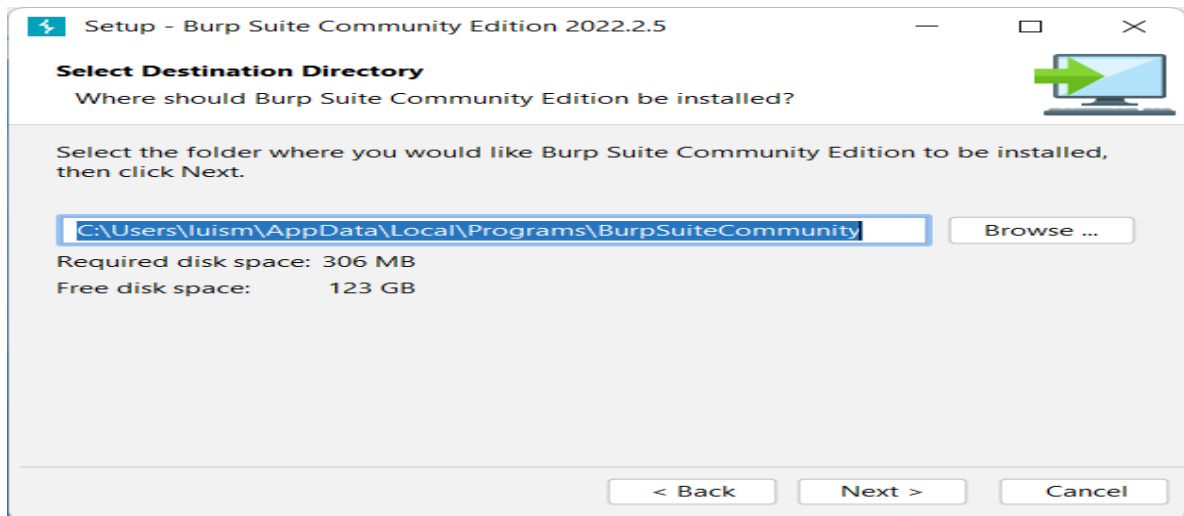 Setup - Burp Suite Community Edition 2022.2.5
Select Destination Directory
Where should Burp Suite Community Edition be installed?
Select the folder where you would like Burp Suite Community Edition to be installed,
then click Next.
C:\Users\luism\AppData\Local\Programs\BurpSuiteCommunity
Browse ...
Required disk space: 306 MB
Free disk space: 123 GB
< Back
Next >
Cancel